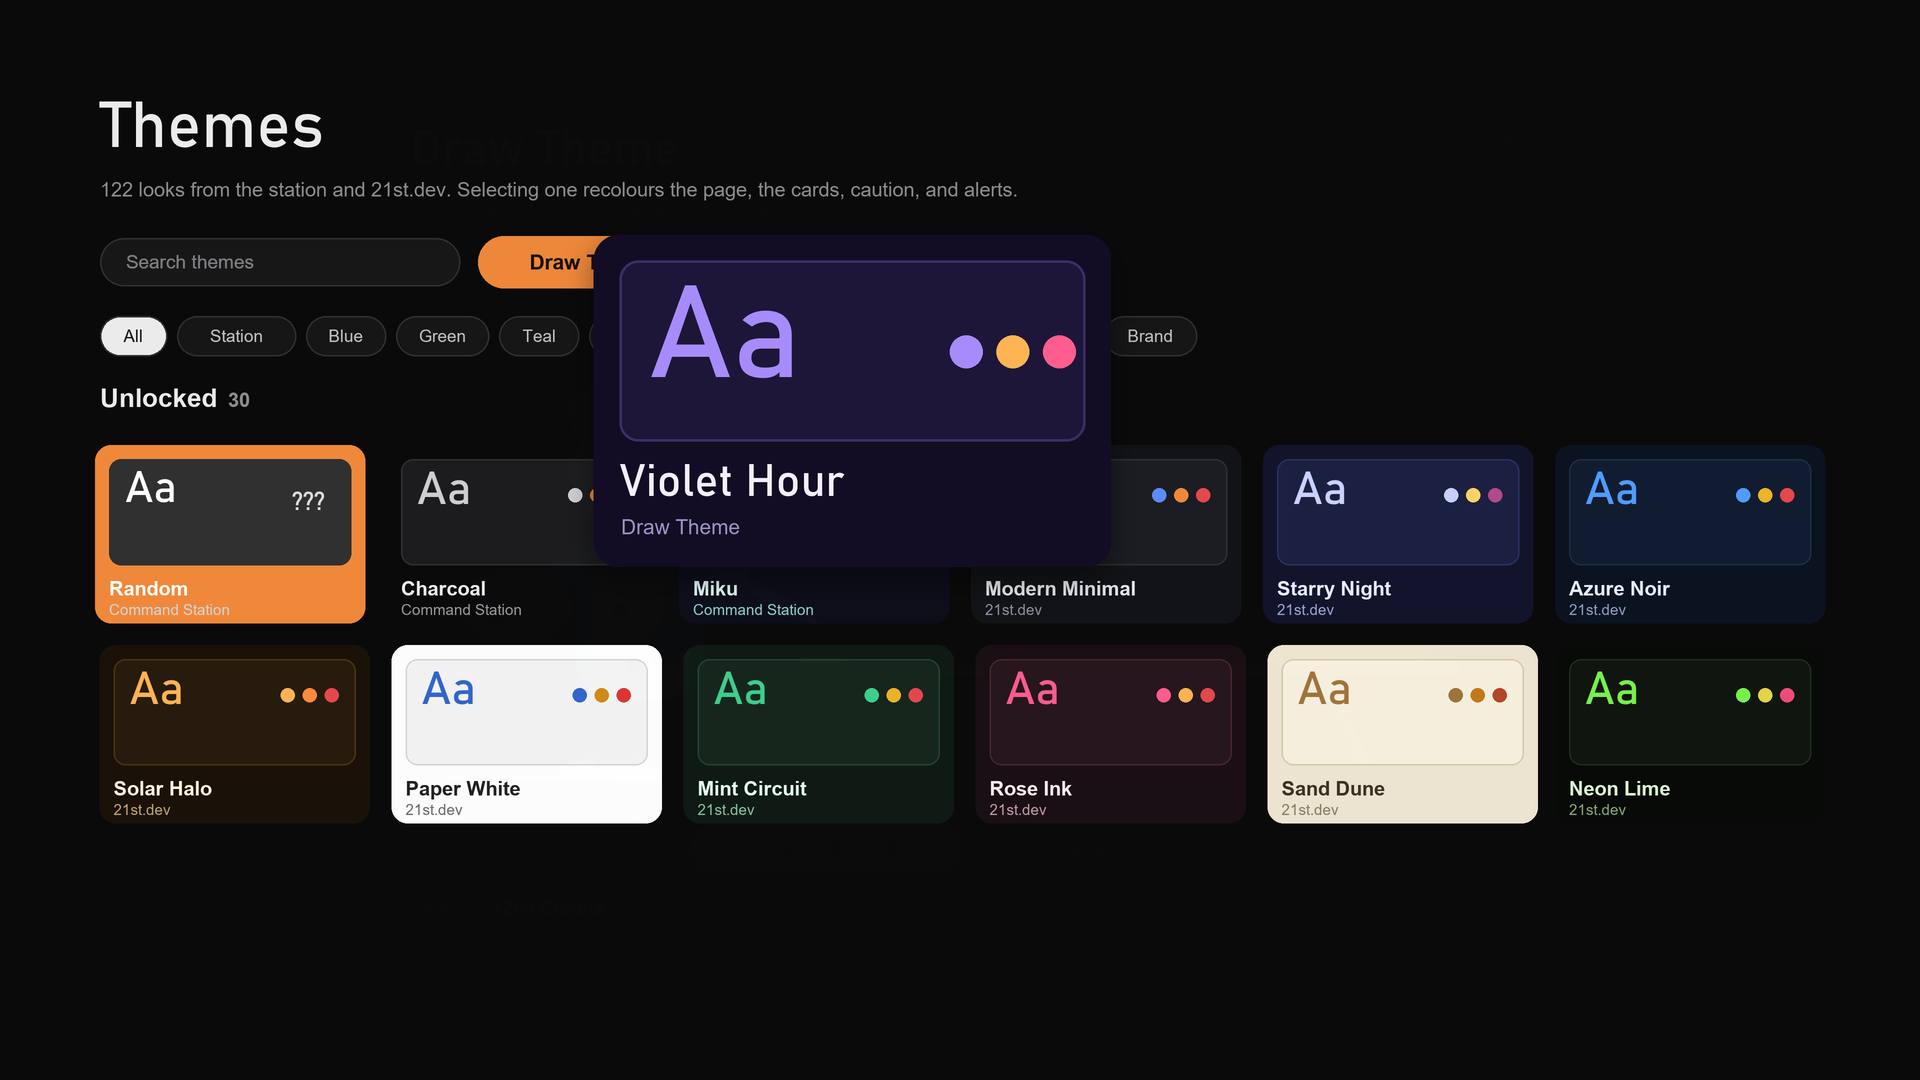 Themes
Draw Theme
122 looks from the station and 21st.dev. Selecting one recolours the page, the cards, caution, and alerts.
Search themes
Draw
All
Station
Blue
Green
Teal
Brand
Unlocked 30
Aa
Violet Hour
Draw Theme
Aa ???
Random
Command Station
Aa
Charcoal
Command Station
Miku
Command Station
Modern Minimal
21st.dev
Aa
Starry Night
21st.dev
Aa
Azure Noir
21st.dev
Aa
Solar Halo
21st.dev
Aa
Paper White
21st.dev
Aa
Mint Circuit
21st.dev
Aa
Rose Ink
21st.dev
Aa
Sand Dune
21st.dev
Aa
Neon Lime
21st.dev